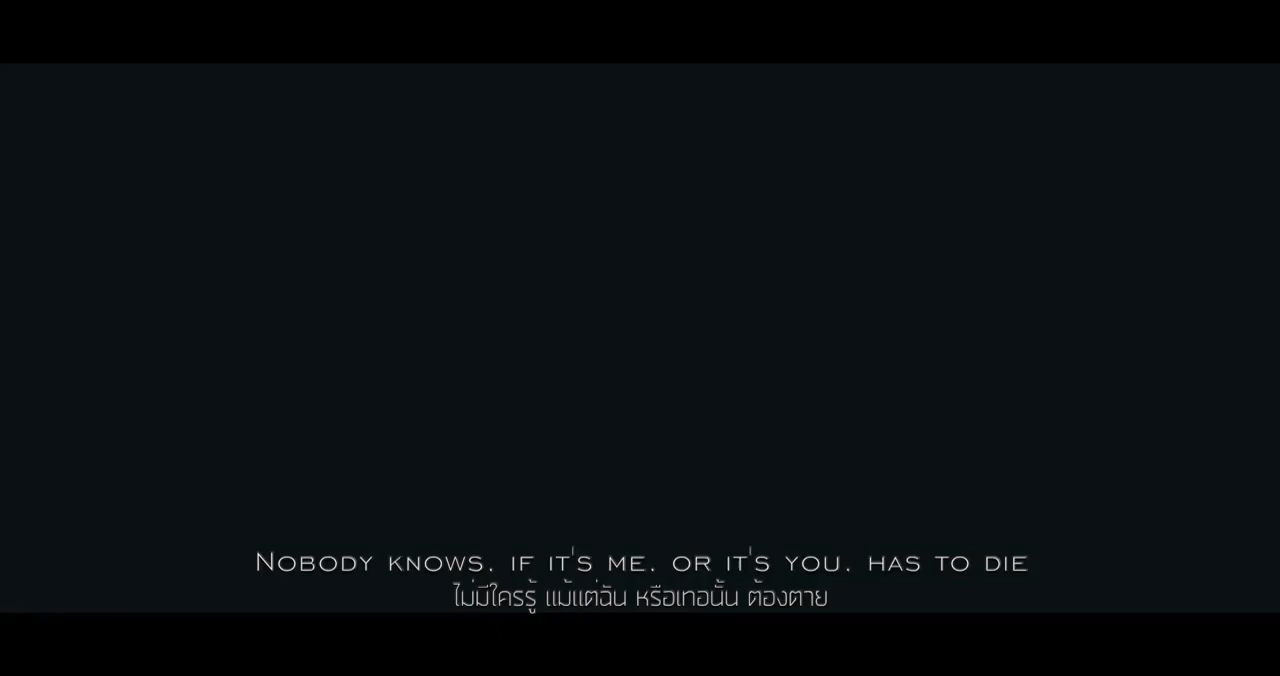 Nobody knows, if it's me, or it's you, has to die
ไม่มีใครรู้ แม้แต่ฉัน หรือเทอนั้น ต้องตาย